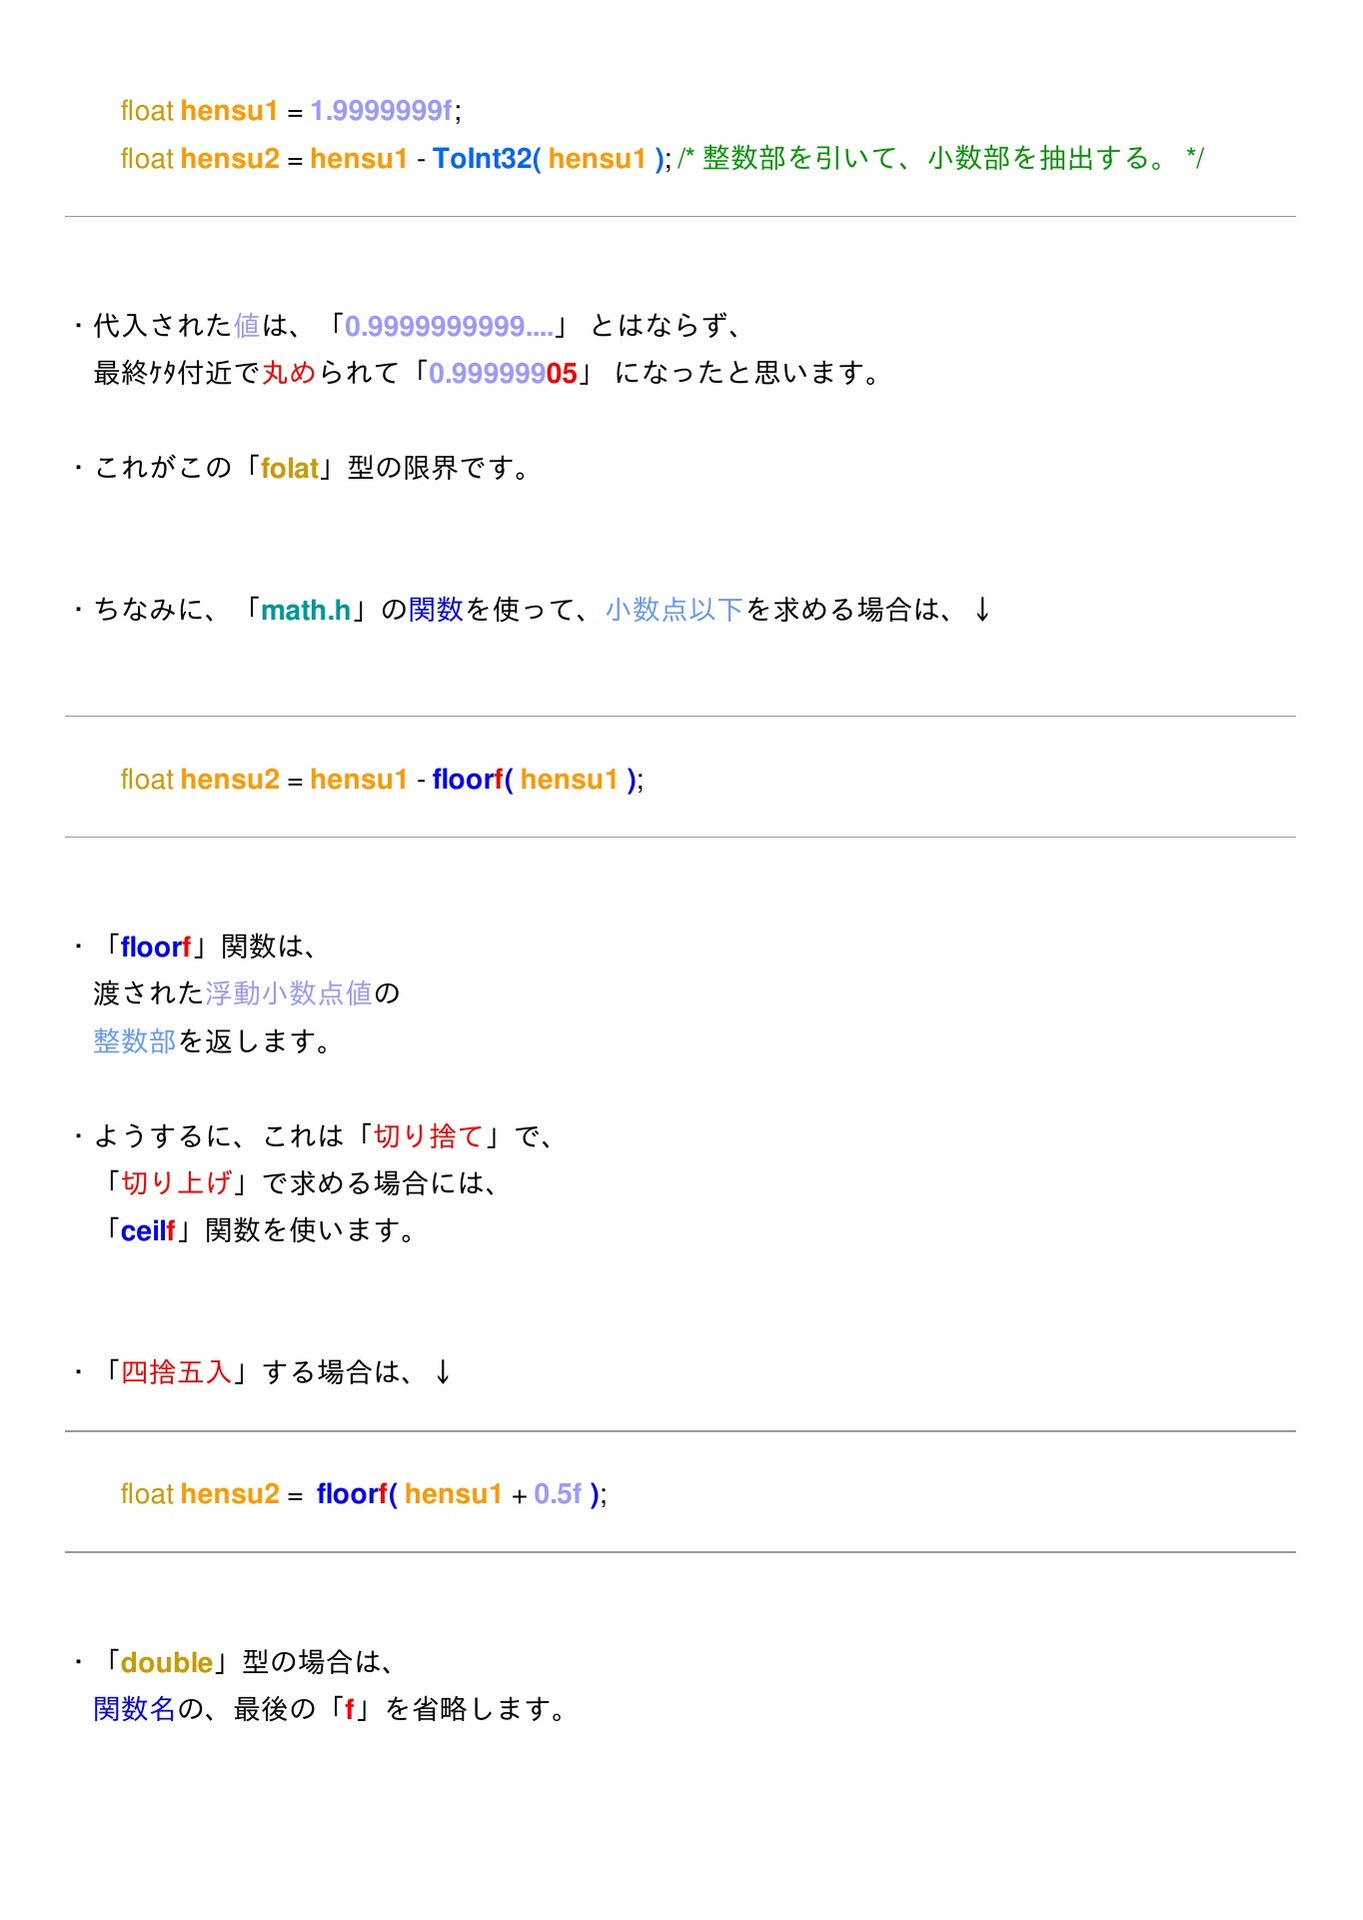 float hensu1 = 1.9999999f;
float hensu2 = hensu1 - ToInt32( hensu1 ); /* 整数部を引いて、小数部を抽出する。 */
・代入された値は、「0.9999999999....」 とはならず、
最終ｹﾀ付近で丸められて「0.99999905」 になったと思います。
・これがこの「folat」型の限界です。
・ちなみに、「math.h」の関数を使って、小数点以下を求める場合は、↓
float hensu2 = hensu1 - floorf( hensu1 );
・「floorf」関数は、
渡された浮動小数点値の
整数部を返します。
・ようするに、これは「切り捨て」で、
「切り上げ」で求める場合には、
「ceilf」関数を使います。
・「四捨五入」する場合は、↓
float hensu2 = floorf( hensu1 + 0.5f );
・「double」型の場合は、
関数名の、最後の「f」を省略します。